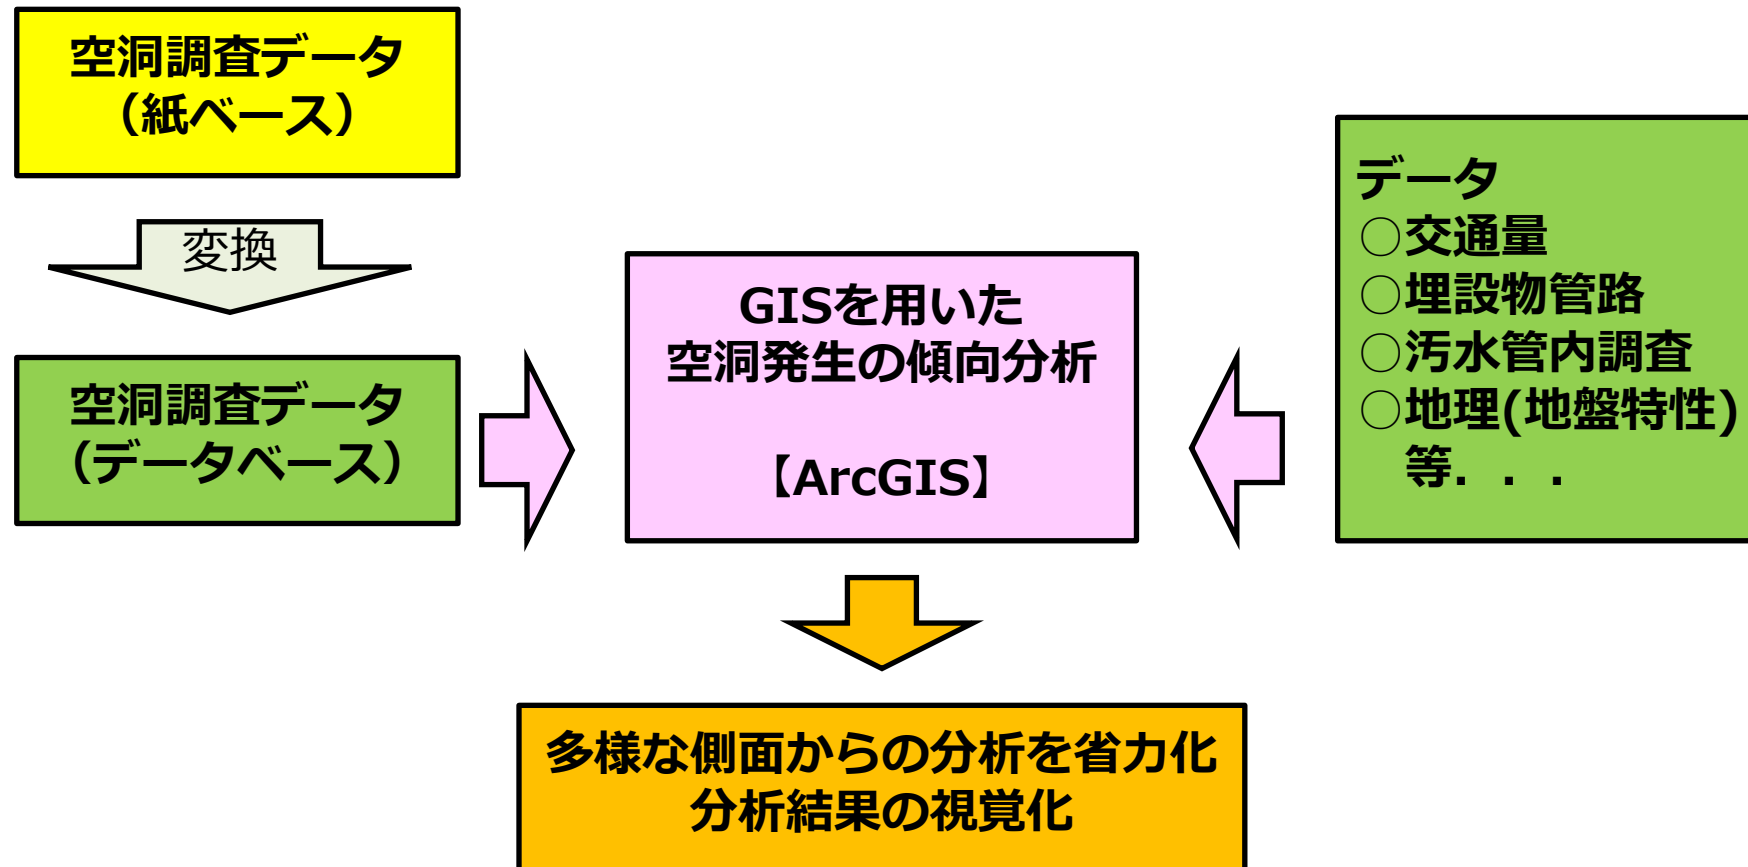 空洞調査データ
（紙ベース）
変換
空洞調査データ
（データベース）
GISを用いた
空洞発生の傾向分析
【ArcGIS】
データ
○交通量
○埋設物管路
○汚水管内調査
○地理(地盤特性)
等．．．
多様な側面からの分析を省力化
分析結果の視覚化